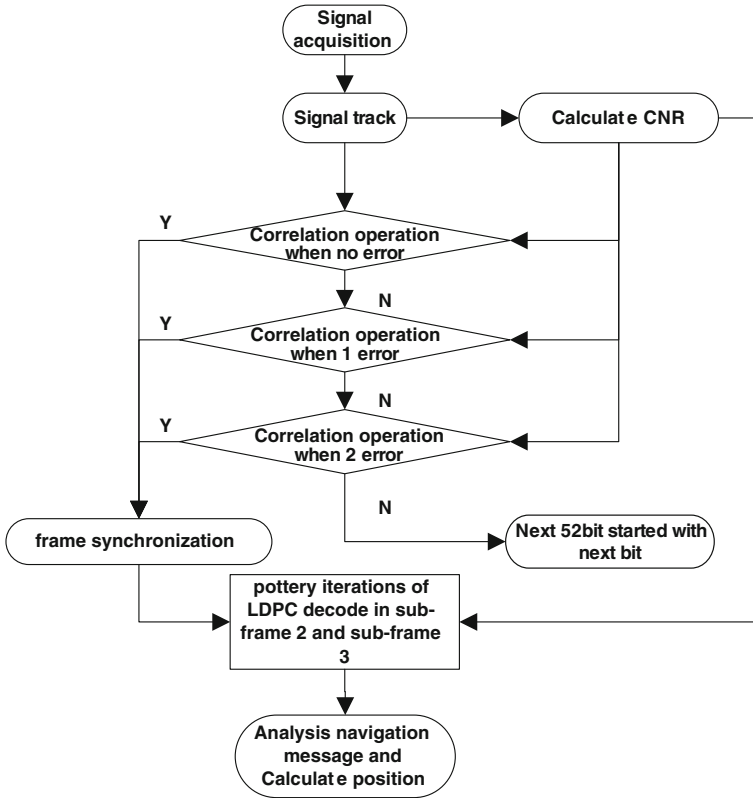 Signal
acquisition
Signal track
Calculate CNR
Y
Correlation operation
when no error
N
Y
Correlation operation
when 1 error
N
Y
Correlation operation
when 2 error
N
frame synchronization
Next 52bit started with
next bit
pottery iterations of
LDPC decode in sub-
frame 2 and sub-frame
3
Analysis navigation
message and
Calculate position